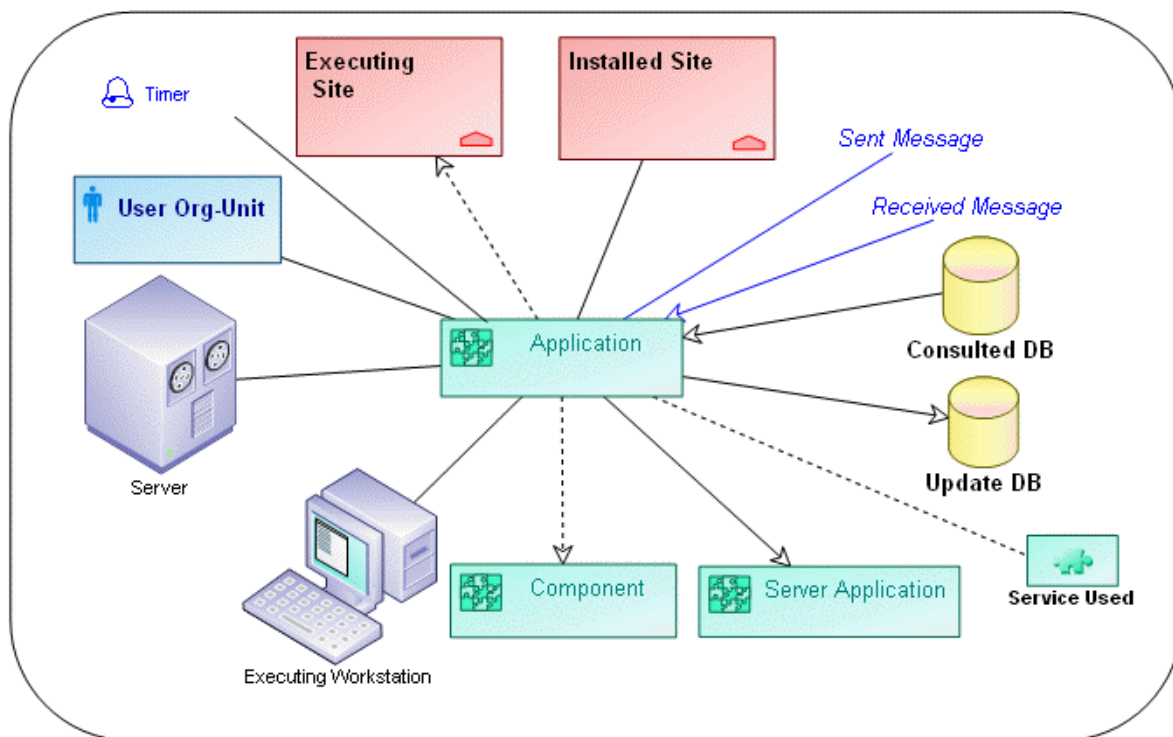 Executing
Site
Installed Site
Timer
Sent Message
User Org-Unit
Received Message
Application
Consulted DB
Server
Update DB
Component
Server Application
Service Used
Executing Workstation